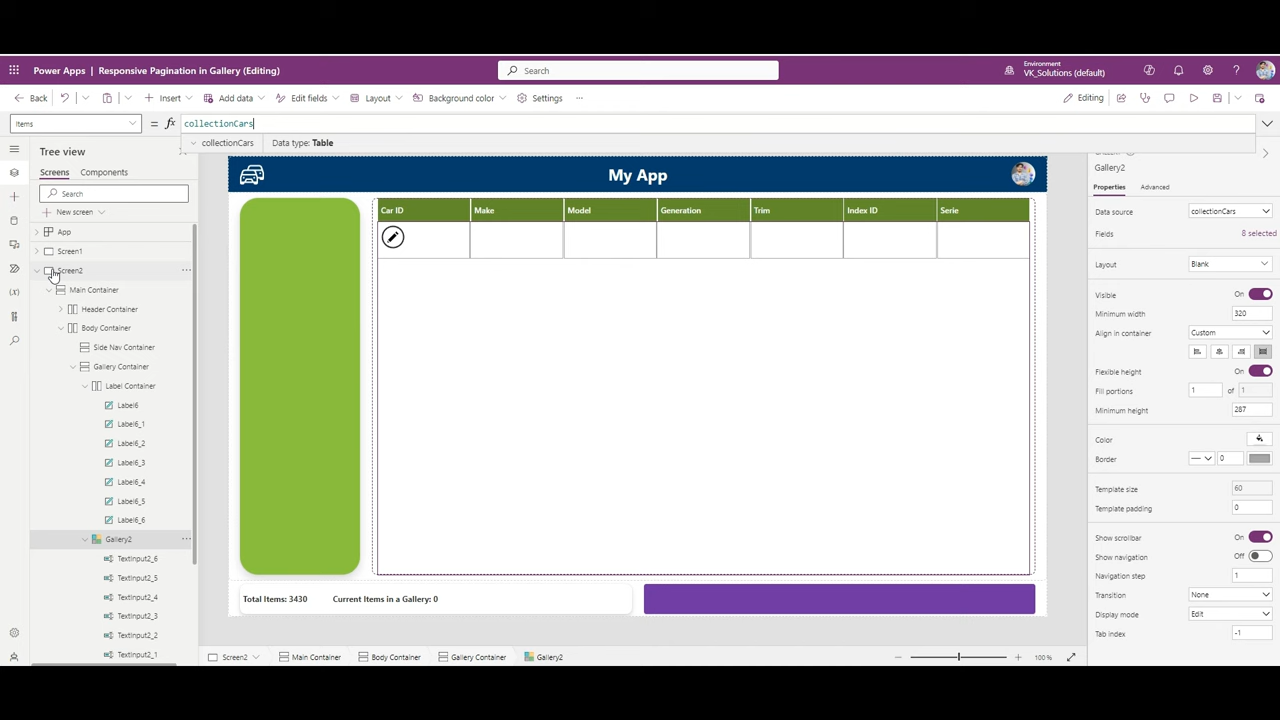 Power Apps | Responsive Pagination in Gallery (Editing)
Search
Environment
VK_Solutions (default)
Back
Insert
Add data
Edit fields
Layout
Background color
Settings
Editing
Items
= fx collectionCars
collectionCars Data type: Table
Tree view
Screens Components
Search
New screen
App
Screen1
Screen2
Main Container
Header Container
Body Container
Side Nav Container
Gallery Container
Label Container
Label6
Label6_1
Label6_2
Label6_3
Label6_4
Label6_5
Label6_6
Gallery2
TextInput2_6
TextInput2_5
TextInput2_4
TextInput2_3
TextInput2_2
TextInput2_1
My App
Car ID Make Model Generation Trim Index ID Serie
Total Items: 3430 Current Items in a Gallery: 0
Screen2 Main Container Body Container Gallery Container Gallery2
100 %
Gallery2
Properties Advanced
Data source collectionCars
Fields 8 selected
Layout Blank
Visible On
Minimum width 320
Align in container Custom
Flexible height On
Fill portions 1 of 1
Minimum height 287
Color
Border 0
Template size 60
Template padding 0
Show scrollbar On
Show navigation Off
Navigation step 1
Transition None
Display mode Edit
Tab index -1